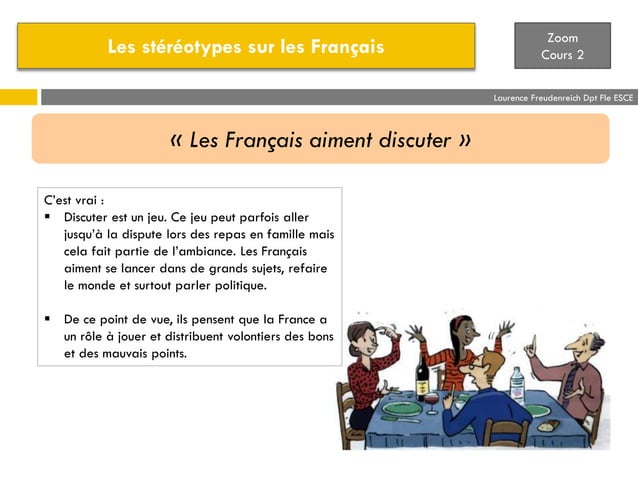 Les stéréotypes sur les Français
Zoom
Cours 2
Laurence Freudenreich Dpt Fle ESCE
« Les Français aiment discuter »
C’est vrai :
▪ Discuter est un jeu. Ce jeu peut parfois aller
jusqu’à la dispute lors des repas en famille mais
cela fait partie de l’ambiance. Les Français
aiment se lancer dans de grands sujets, refaire
le monde et surtout parler politique.
▪ De ce point de vue, ils pensent que la France a
un rôle à jouer et distribuent volontiers des bons
et des mauvais points.